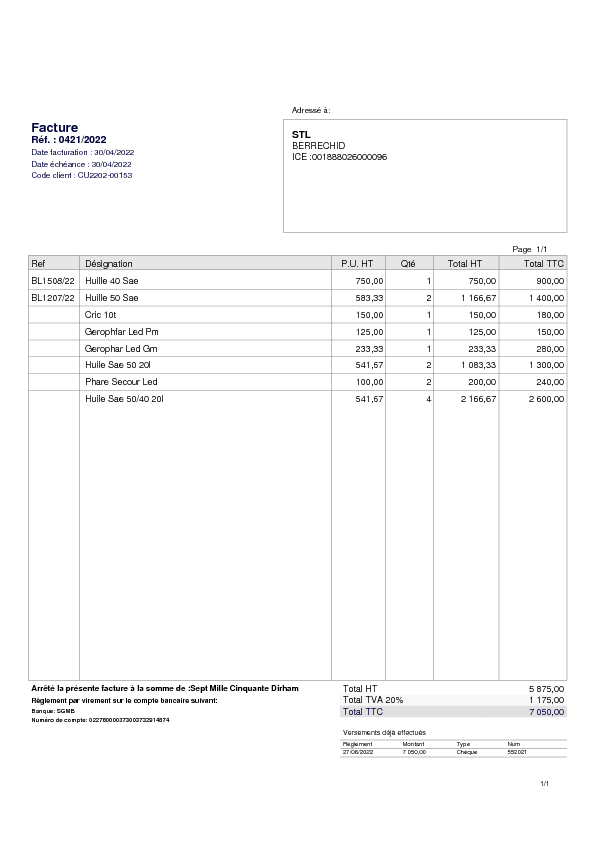 Adressé à:
Facture
Réf. : 0421/2022
Date facturation : 30/04/2022
Date échéance : 30/04/2022
Code client : CU2202-00153
STL
BERRECHID
ICE :001888026000096
Page 1/1
Ref Désignation P.U. HT Qté Total HT Total TTC
BL1508/22 Huille 40 Sae 750,00 1 750,00 900,00
BL1207/22 Huille 50 Sae 583,33 2 1 166,67 1 400,00
Cric 10t 150,00 1 150,00 180,00
Gerophfar Led Pm 125,00 1 125,00 150,00
Gerophar Led Gm 233,33 1 233,33 280,00
Huile Sae 50 20l 541,67 2 1 083,33 1 300,00
Phare Secour Led 100,00 2 200,00 240,00
Huile Sae 50/40 20l 541,67 4 2 166,67 2 600,00
Arrêté la présente facture à la somme de :Sept Mille Cinquante Dirham
Règlement par virement sur le compte bancaire suivant:
Banque: SGMB
Numéro de compte:
Total HT 5 875,00
Total TVA 20% 1 175,00
Total TTC 7 050,00
Versements déjà effectués
Règlement Montant Type Num
27/06/2022 7 050,00 Chèque 552021
1/1